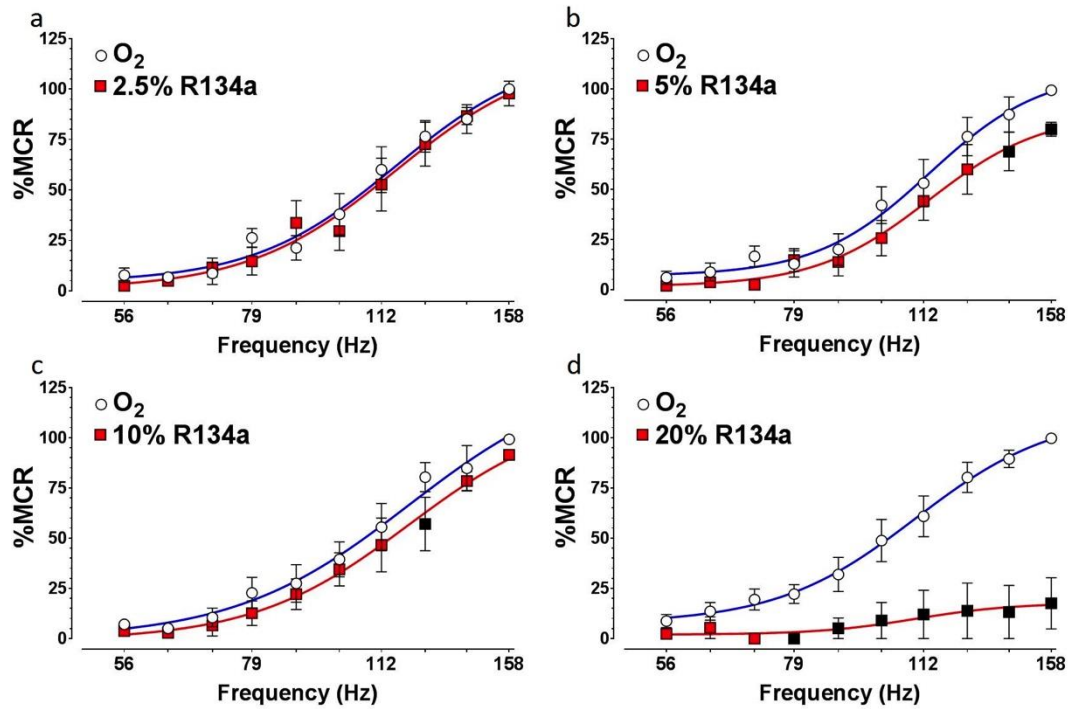 a
O2
2.5% R134a
125
100
75
50
25
0
%MCR
56 79 112 158
Frequency (Hz)
b
O2
5% R134a
125
100
75
50
25
0
%MCR
56 79 112 158
Frequency (Hz)
c
O2
10% R134a
125
100
75
50
25
0
%MCR
56 79 112 158
Frequency (Hz)
d
O2
20% R134a
125
100
75
50
25
0
%MCR
56 79 112 158
Frequency (Hz)